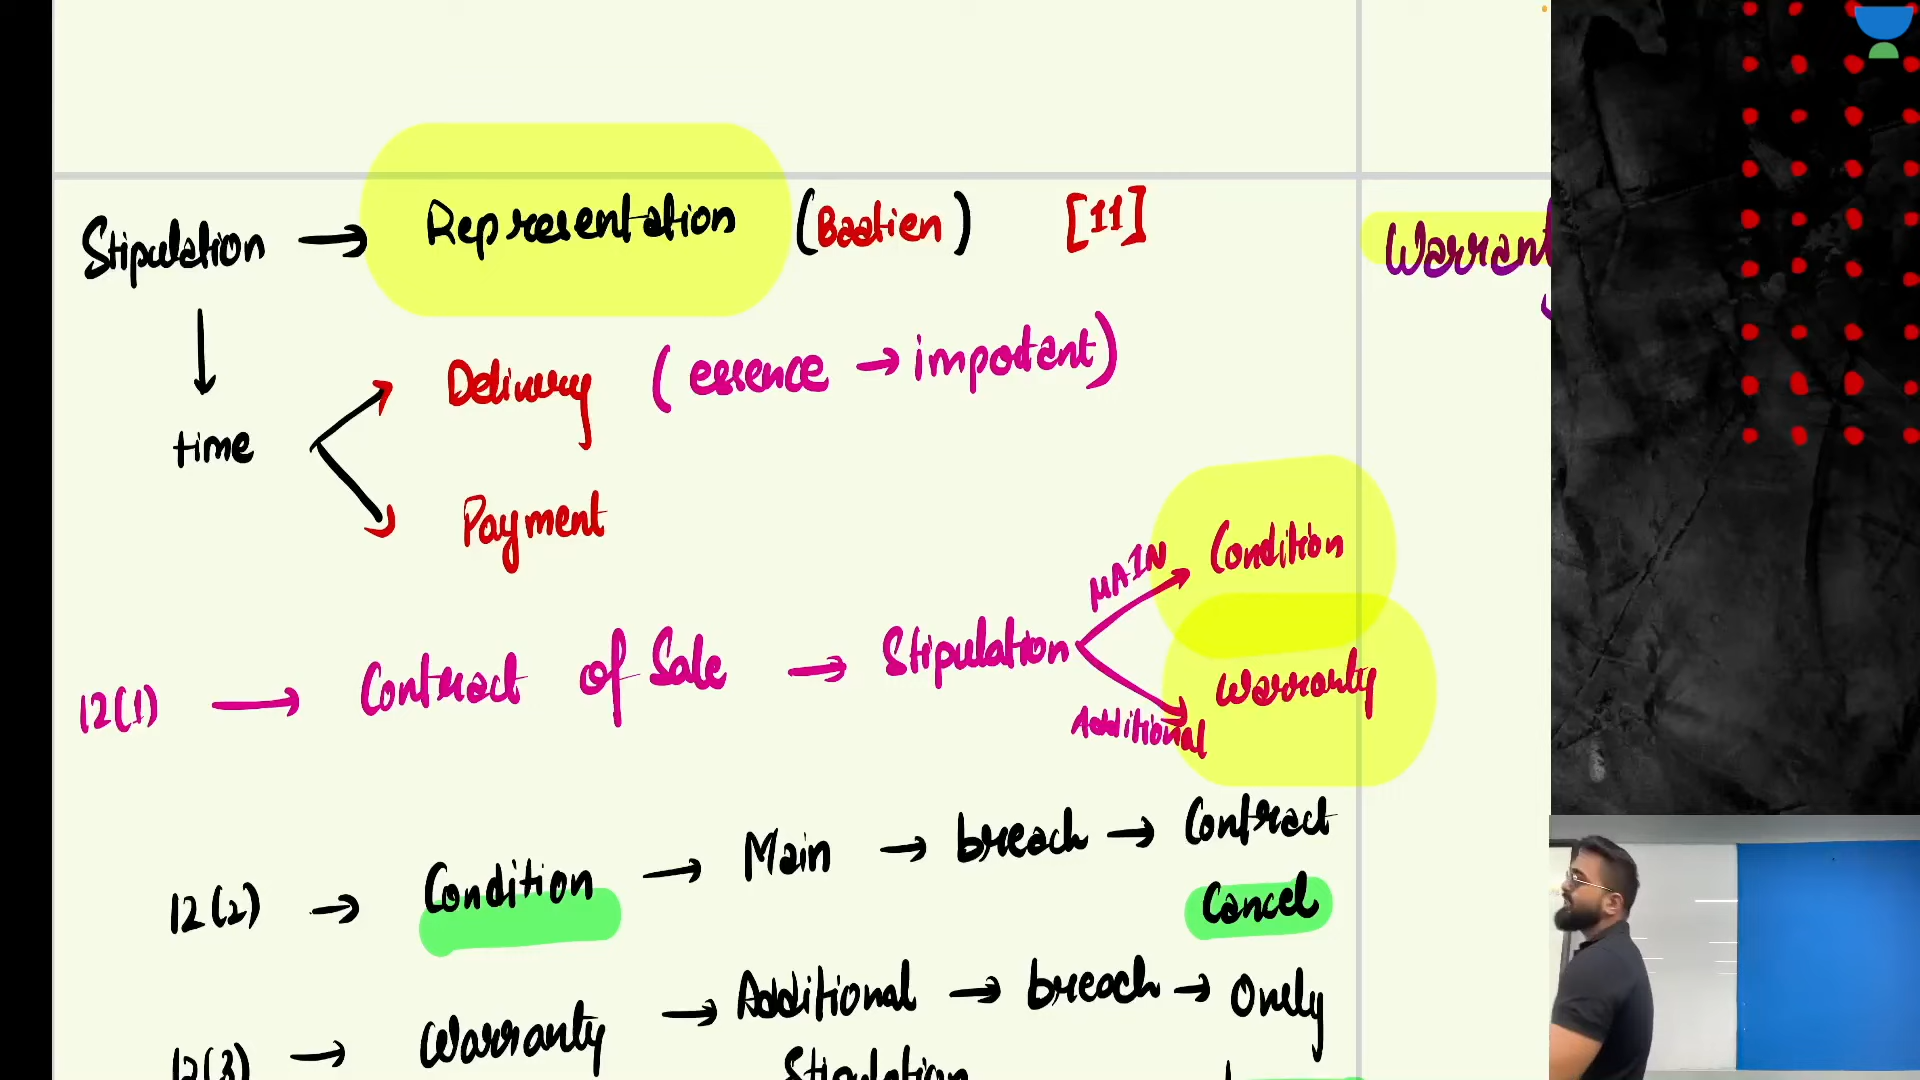 Stipulation → Representation (Baatien) [11]
Warrant
↓
time
Delivery (essence → important)
Payment
12(1) → Contract of Sale → Stipulation
MAIN Condition
Additional Warranty
12(2) → Condition → Main → breach → Contract Cancel
12(3) → Warranty → Additional Stipulation → breach → Only